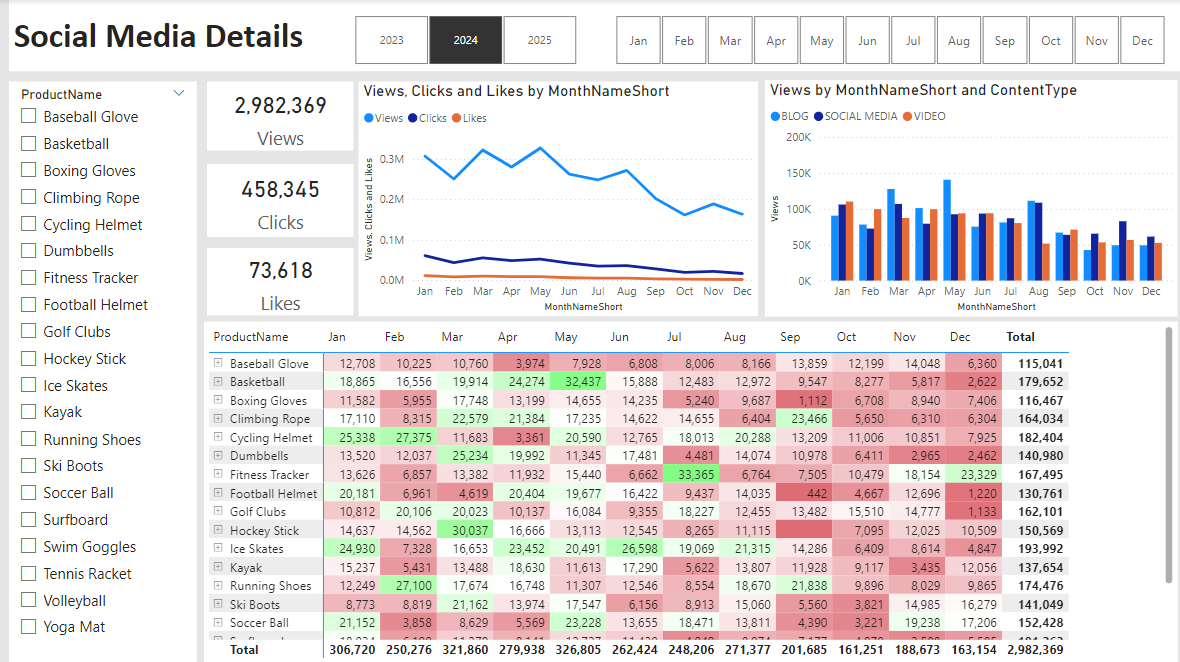 Social Media Details
2023 2024 2025
Jan Feb Mar Apr May Jun Jul Aug Sep Oct Nov Dec
ProductName
Baseball Glove
Basketball
Boxing Gloves
Climbing Rope
Cycling Helmet
Dumbbells
Fitness Tracker
Football Helmet
Golf Clubs
Hockey Stick
Ice Skates
Kayak
Running Shoes
Ski Boots
Soccer Ball
Surfboard
Swim Goggles
Tennis Racket
Volleyball
Yoga Mat
2,982,369
Views
458,345
Clicks
73,618
Likes
Views, Clicks and Likes by MonthNameShort
Views Clicks Likes
Views, Clicks and Likes
0.3M
0.2M
0.1M
0.0M
Jan Feb Mar Apr May Jun Jul Aug Sep Oct Nov Dec
MonthNameShort
Views by MonthNameShort and ContentType
BLOG SOCIAL MEDIA VIDEO
Views
200K
150K
100K
50K
0K
Jan Feb Mar Apr May Jun Jul Aug Sep Oct Nov Dec
MonthNameShort
ProductName Jan Feb Mar Apr May Jun Jul Aug Sep Oct Nov Dec Total
Baseball Glove 12,708 10,225 10,760 3,974 7,928 6,808 8,006 8,166 13,859 12,199 14,048 6,360 115,041
Basketball 18,865 16,556 19,914 24,274 32,437 15,888 12,483 12,972 9,547 8,277 5,817 2,622 179,652
Boxing Gloves 11,582 5,955 17,748 13,199 14,655 14,235 5,240 9,687 1,112 6,708 8,940 7,406 116,467
Climbing Rope 17,110 8,315 22,579 21,384 17,235 14,622 14,655 6,404 23,466 5,650 6,310 6,304 164,034
Cycling Helmet 25,338 27,375 11,683 3,361 20,590 12,765 18,013 20,288 13,209 11,006 10,851 7,925 182,404
Dumbbells 13,520 12,037 25,234 19,992 11,345 17,481 4,481 14,074 10,978 6,411 2,965 2,462 140,980
Fitness Tracker 13,626 6,857 13,382 11,932 15,440 6,662 33,365 6,764 7,505 10,479 18,154 23,329 167,495
Football Helmet 20,181 6,961 4,619 20,404 19,677 16,422 9,437 14,035 442 4,667 12,696 1,220 130,761
Golf Clubs 10,812 20,106 20,023 10,137 16,084 9,355 18,227 12,455 13,482 15,510 14,777 1,133 162,101
Hockey Stick 14,637 14,562 30,037 16,666 13,113 12,545 8,265 11,115 7,095 12,025 10,509 150,569
Ice Skates 24,930 7,328 16,653 23,452 20,491 26,598 19,069 21,315 14,286 6,409 8,614 4,847 193,992
Kayak 15,237 5,431 13,488 18,630 11,613 17,290 5,622 13,807 11,928 9,117 3,435 12,056 137,654
Running Shoes 12,249 27,100 17,674 16,748 11,307 12,546 8,554 18,670 21,838 9,896 8,029 9,865 174,476
Ski Boots 8,773 8,819 21,162 13,974 17,547 6,156 8,913 15,060 5,560 3,821 14,985 16,279 141,049
Soccer Ball 21,152 3,858 8,629 5,569 23,228 13,655 18,471 13,811 4,390 3,221 19,238 17,206 152,428
Total 306,720 250,276 321,860 279,938 326,805 262,424 248,206 271,377 201,685 161,251 188,673 163,154 2,982,369